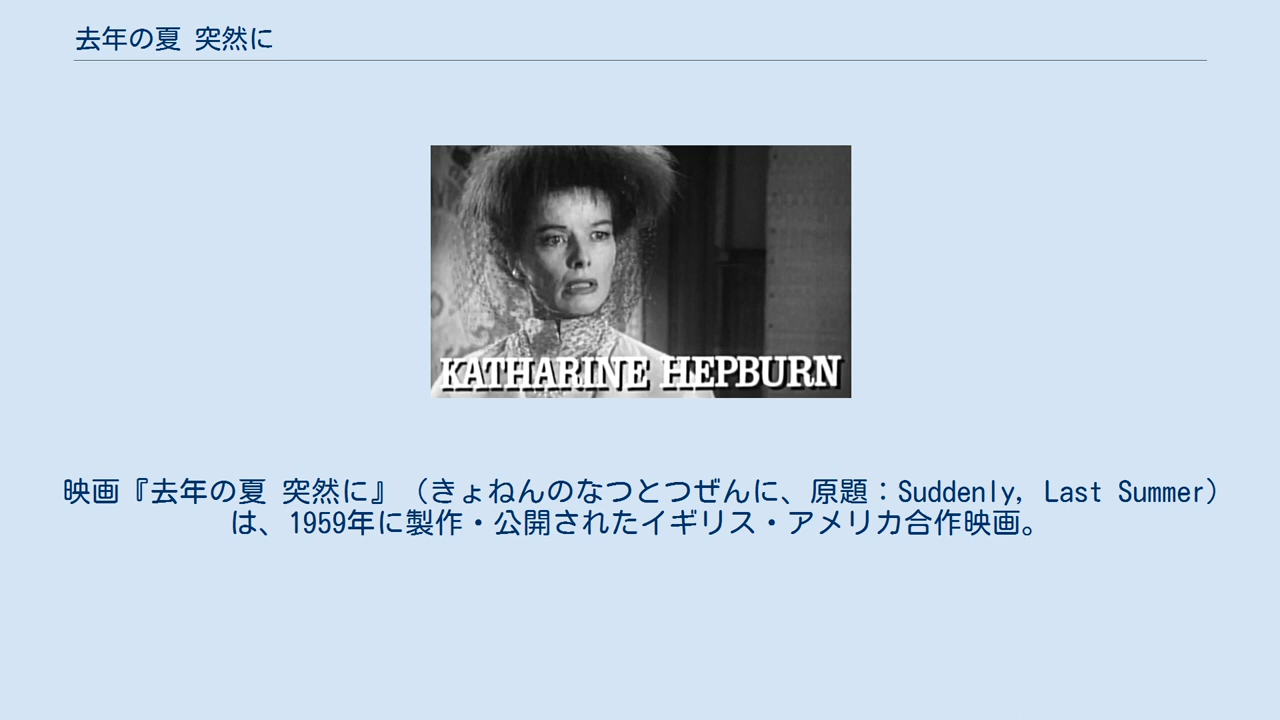 去年の夏 突然に
KATHARINE HEPBURN
映画『去年の夏 突然に』（きょねんのなつとつぜんに、原題：Suddenly, Last Summer）
は、1959年に製作・公開されたイギリス・アメリカ合作映画。